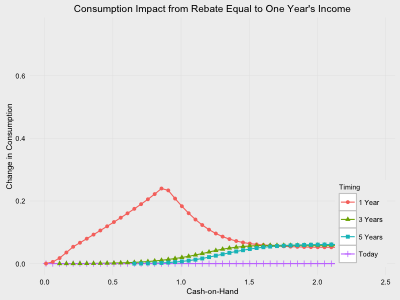 Consumption Impact from Rebate Equal to One Year's Income
Change in Consumption
0.6
0.4
0.2
0.0
0.0 0.5 1.0 1.5 2.0 2.5
Cash-on-Hand
Timing
1 Year
3 Years
5 Years
Today